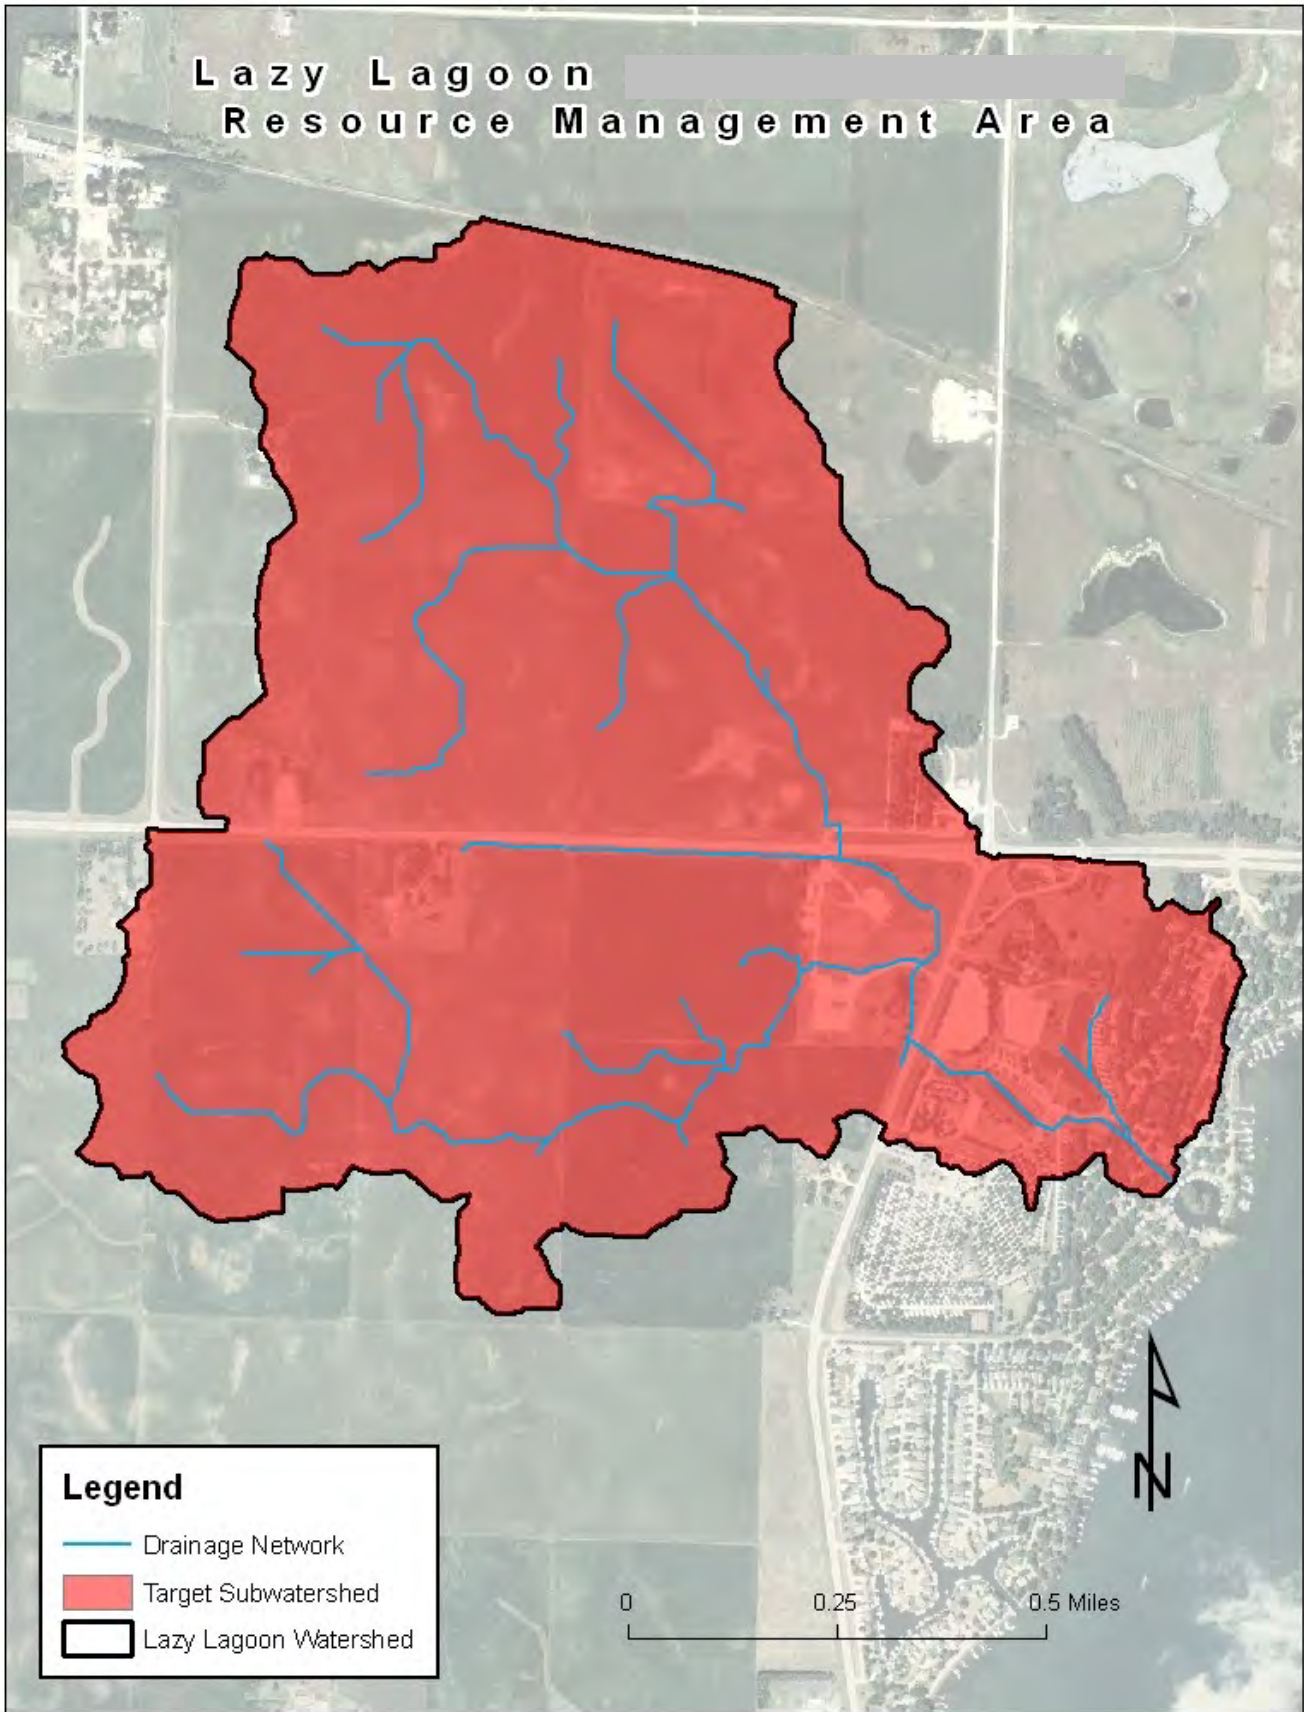 Lazy Lagoon
Resource Management Area
N
Legend
Drainage Network
Target Subwatershed
Lazy Lagoon Watershed
0 0.25 0.5 Miles